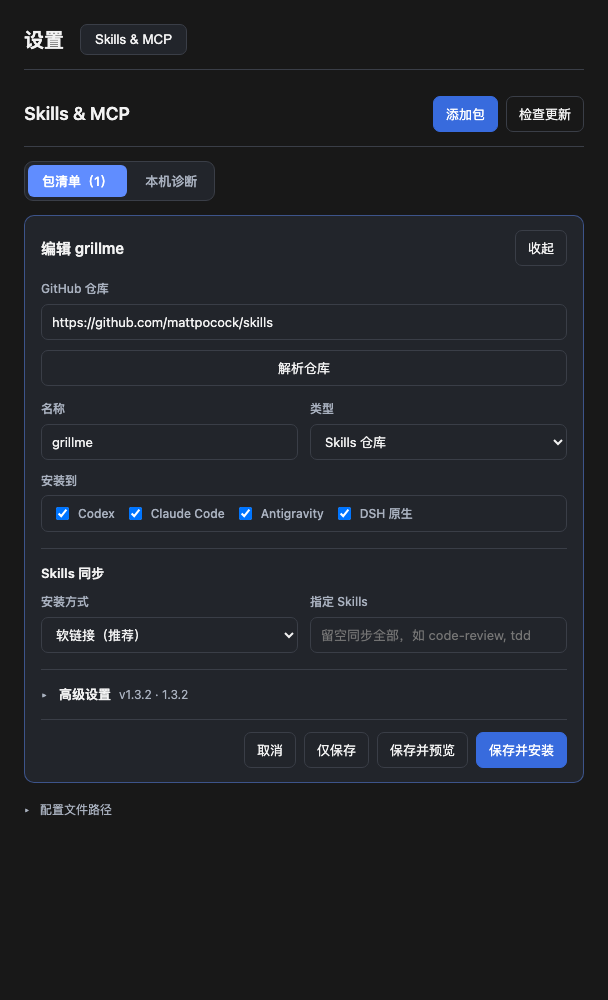 设置 Skills & MCP
Skills & MCP 添加包 检查更新
包清单（1） 本机诊断
编辑 grillme 收起
GitHub 仓库
https://github.com/mattpocock/skills
解析仓库
名称 类型
grillme Skills 仓库
安装到
Codex Claude Code Antigravity DSH 原生
Skills 同步
安装方式 指定 Skills
软链接（推荐） 留空同步全部，如 code-review, tdd
高级设置 v1.3.2 · 1.3.2
取消 仅保存 保存并预览 保存并安装
配置文件路径